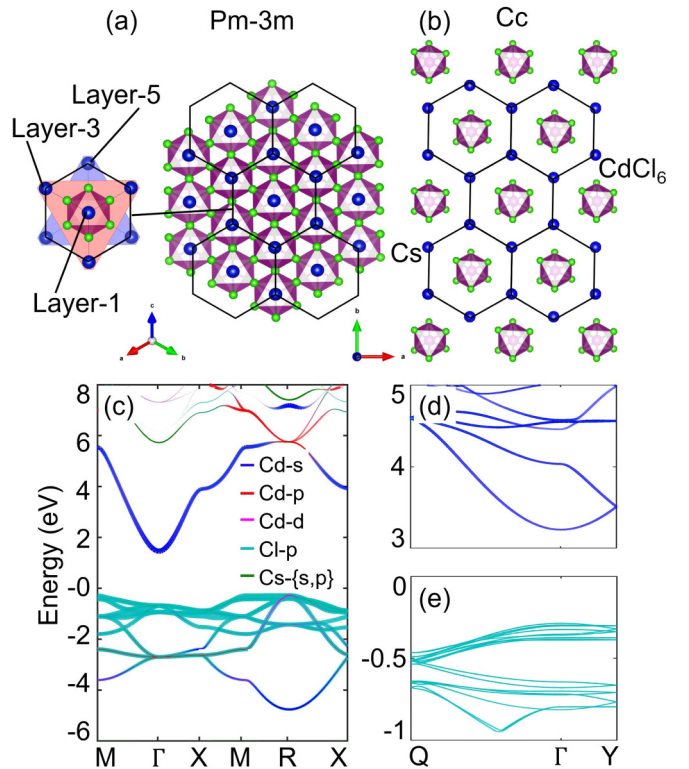 (a) Pm-3m (b) Cc
Layer-5
Layer-3
CdCl6
Cs
Layer-1
c
a b
b
a
8 (c) 5 (d)
6
4
4
Cd-s
Cd-p
2 3
Cd-d
Cl-p
Energy (eV)
-0 Cs-{s,p} 0
(e)
-2
-0.5
-4
-6 -1
M Γ X M R X Q Γ Y